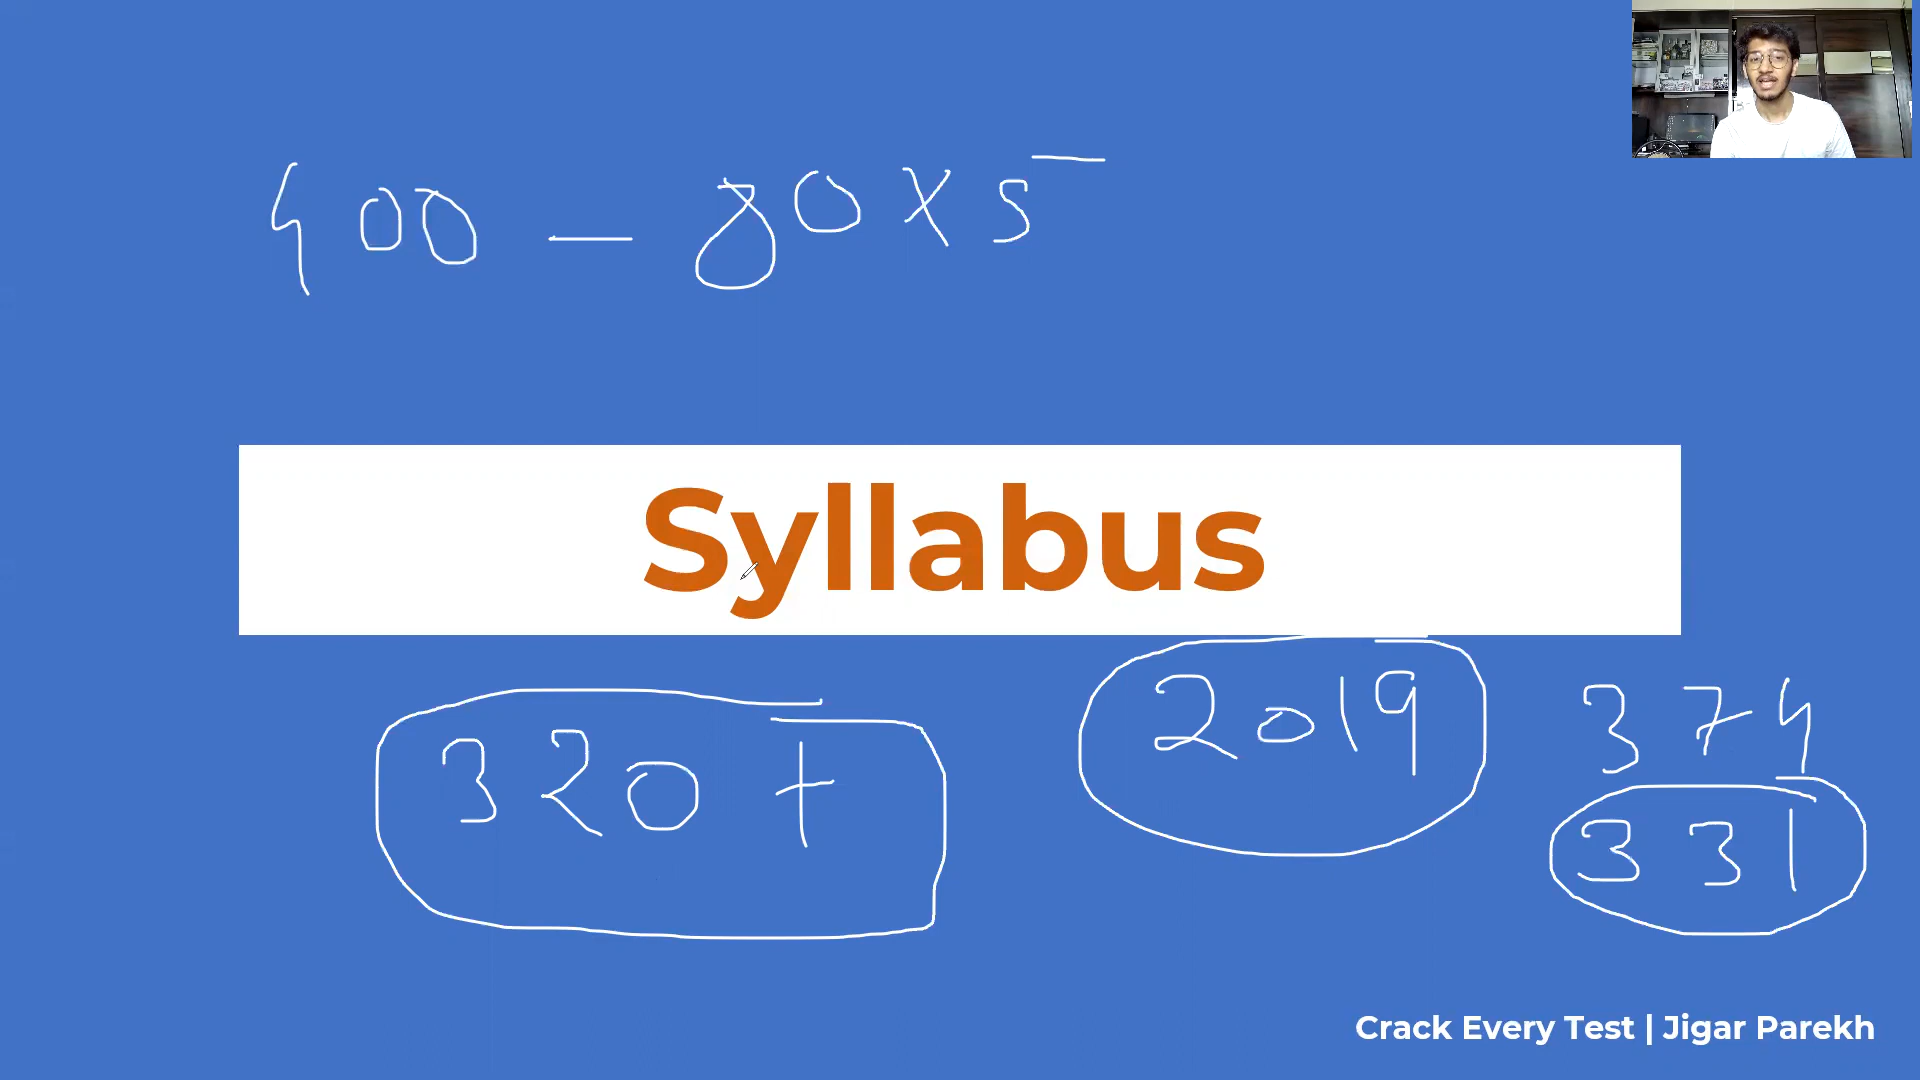 400 — 80 x 5
Syllabus
320 +
2019
374
331
Crack Every Test | Jigar Parekh